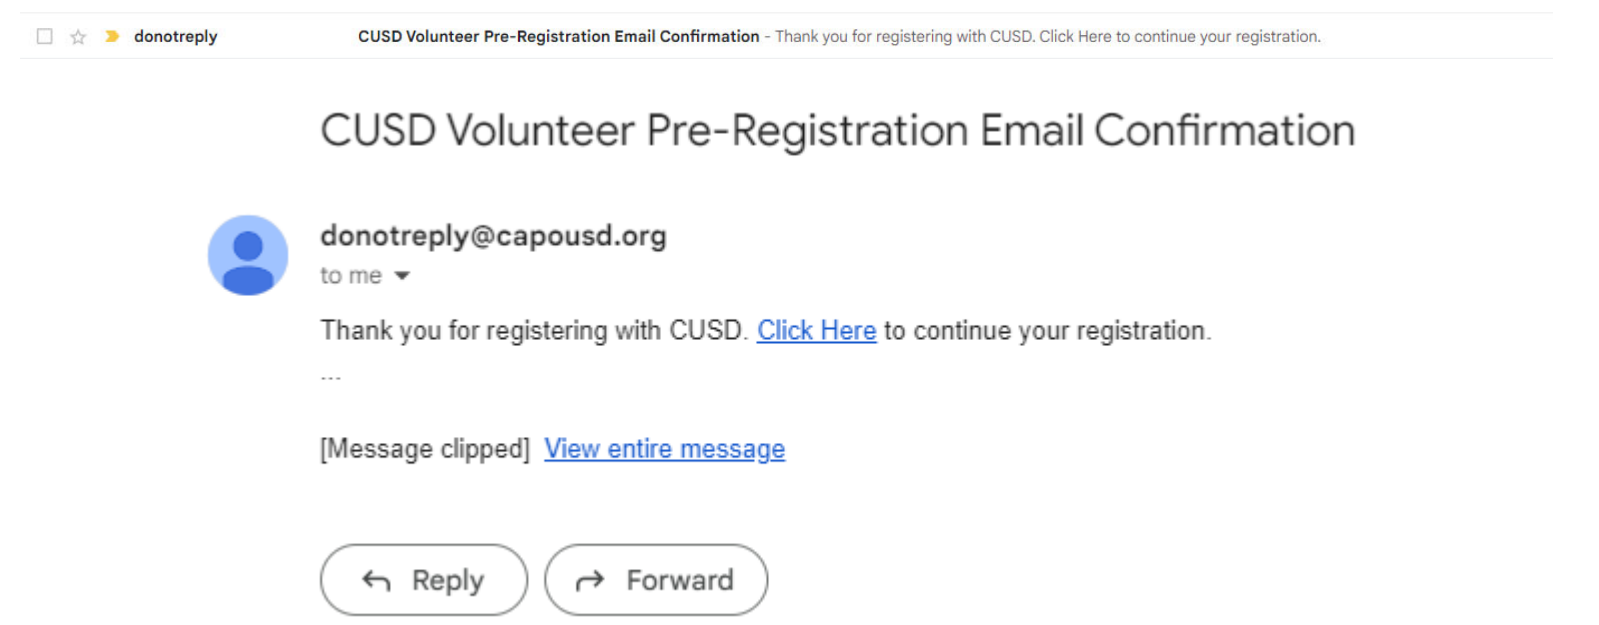 donotreply CUSD Volunteer Pre-Registration Email Confirmation - Thank you for registering with CUSD. Click Here to continue your registration.
CUSD Volunteer Pre-Registration Email Confirmation
donotreply@capousd.org
to me
Thank you for registering with CUSD. Click Here to continue your registration.
...
[Message clipped] View entire message
Reply Forward